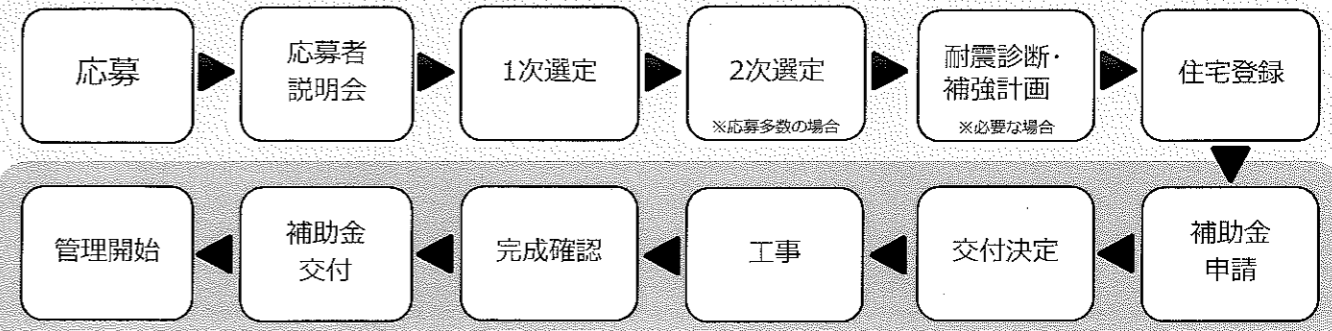 応募
応募者
説明会
1次選定
2次選定
※応募多数の場合
耐震診断・
補強計画
※必要な場合
住宅登録
補助金
申請
交付決定
工事
完成確認
補助金
交付
管理開始